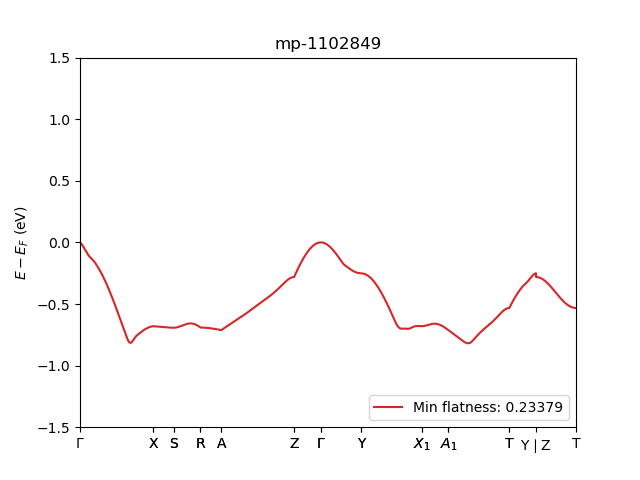 mp-1102849
1.5
1.0
0.5
0.0
−0.5
−1.0
−1.5
E − E_F (eV)
Min flatness: 0.23379
Γ X S R A Z Γ Y X_1 A_1 T Y | Z T